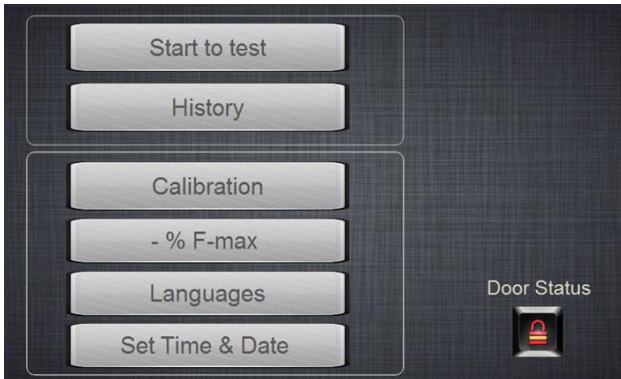 Start to test
History
Calibration
- % F-max
Languages
Set Time & Date
Door Status